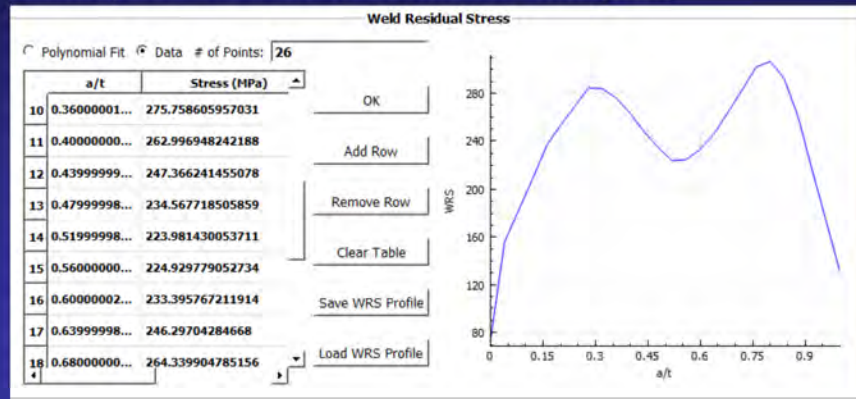 Weld Residual Stress
Polynomial Fit Data # of Points: 26
a/t Stress (MPa)
10 0.36000001... 275.758605957031
11 0.40000000... 262.996948242188
12 0.43999999... 247.366241455078
13 0.47999998... 234.567718505859
14 0.51999998... 223.981430053711
15 0.56000000... 224.929779052734
16 0.60000002... 233.395767211914
17 0.63999998... 246.29704284668
18 0.68000000... 264.339904785156
OK
Add Row
Remove Row
Clear Table
Save WRS Profile
Load WRS Profile
WRS
280
240
200
160
120
80
0 0.15 0.3 0.45 0.6 0.75 0.9
a/t